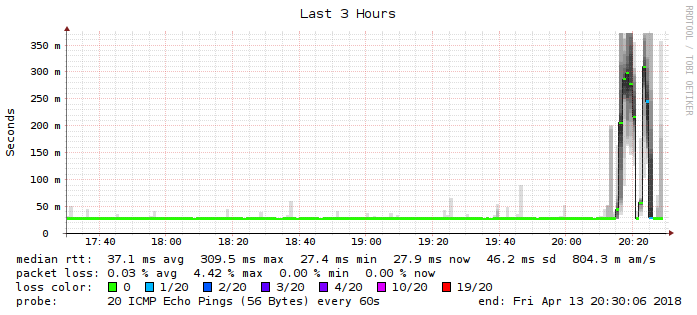 Last 3 Hours
RRDTOOL / TOBI OETIKER
Seconds
350 m
300 m
250 m
200 m
150 m
100 m
50 m
0
17:40 18:00 18:20 18:40 19:00 19:20 19:40 20:00 20:20
median rtt: 37.1 ms avg 309.5 ms max 27.4 ms min 27.9 ms now 46.2 ms sd 804.3 m am/s
packet loss: 0.03 % avg 4.42 % max 0.00 % min 0.00 % now
loss color: 0 1/20 2/20 3/20 4/20 10/20 19/20
probe: 20 ICMP Echo Pings (56 Bytes) every 60s end: Fri Apr 13 20:30:06 2018